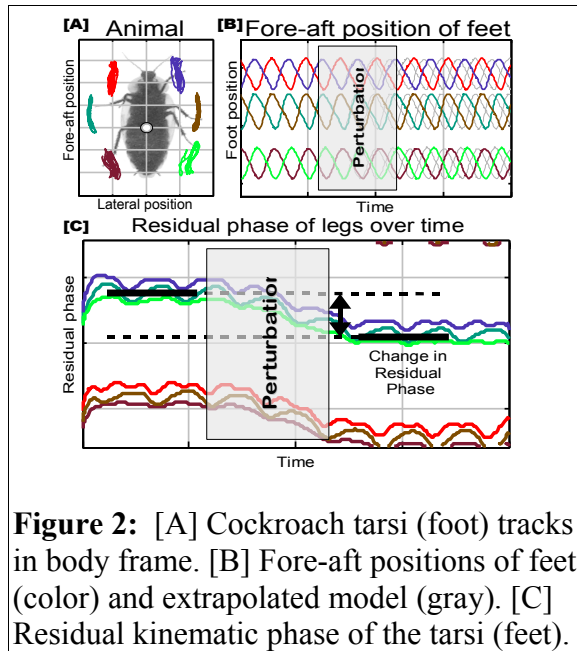 [A] Animal
Fore-aft position
Lateral position
[B] Fore-aft position of feet
Foot position
Perturbation
Time
[C] Residual phase of legs over time
Residual phase
Perturbation
Change in
Residual
Phase
Time
Figure 2: [A] Cockroach tarsi (foot) tracks
in body frame. [B] Fore-aft positions of feet
(color) and extrapolated model (gray). [C]
Residual kinematic phase of the tarsi (feet).